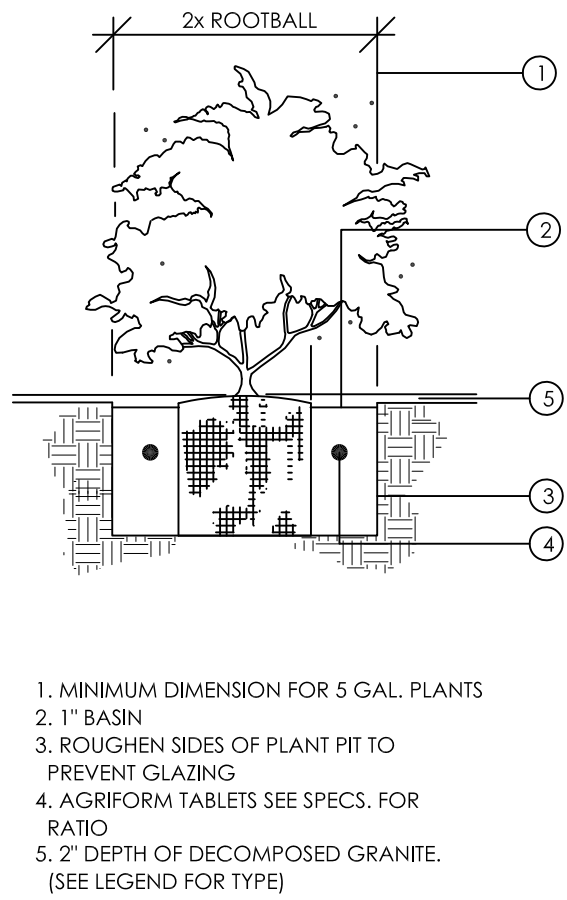 2x ROOTBALL
1
2
5
3
4
1. MINIMUM DIMENSION FOR 5 GAL. PLANTS
2. 1" BASIN
3. ROUGHEN SIDES OF PLANT PIT TO
PREVENT GLAZING
4. AGRIFORM TABLETS SEE SPECS. FOR
RATIO
5. 2" DEPTH OF DECOMPOSED GRANITE.
(SEE LEGEND FOR TYPE)